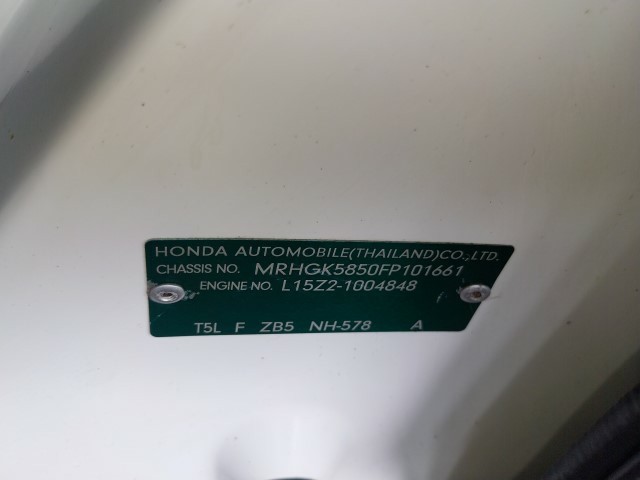 HONDA AUTOMOBILE(THAILAND)CO.,LTD.
CHASSIS NO. MRHGK5850FP101661
ENGINE NO. L15Z2-1004848
T5L F ZB5 NH-578 A